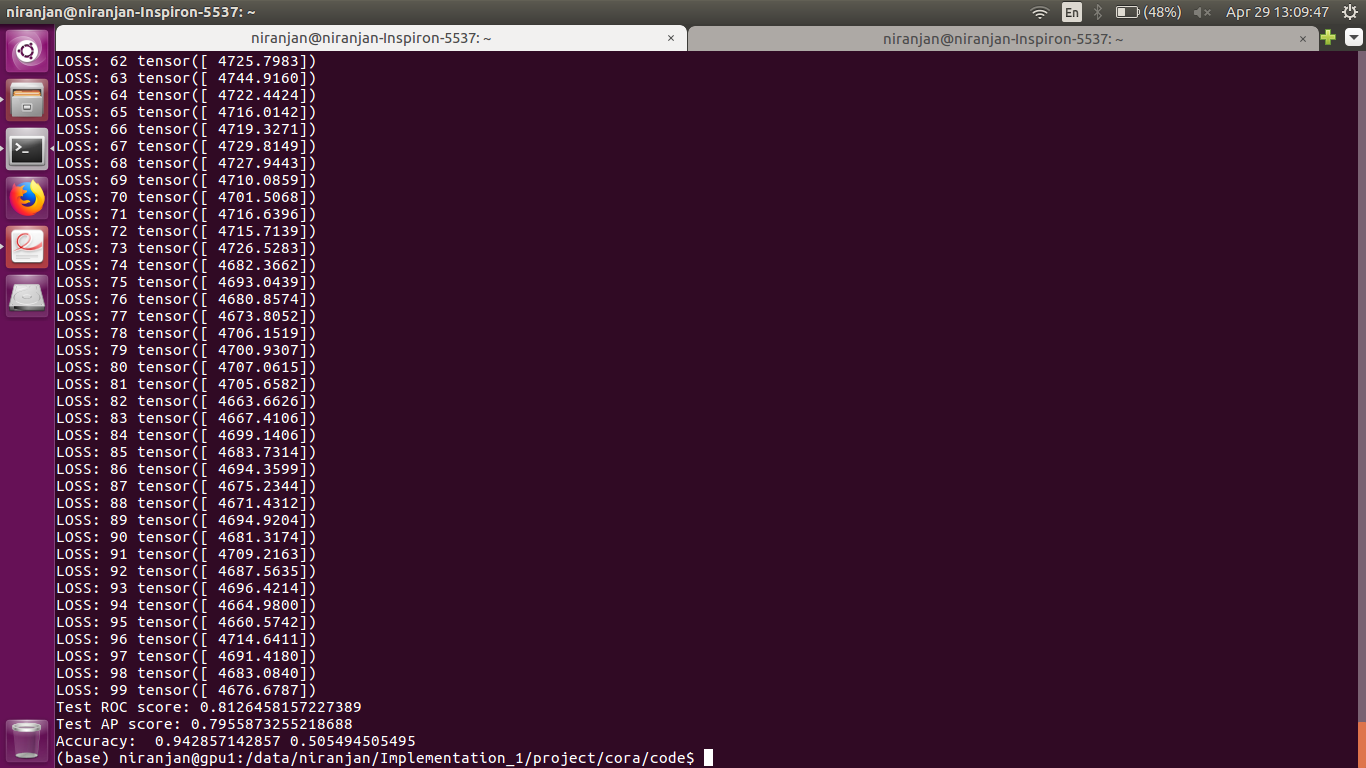 niranjan@niranjan-Inspiron-5537: ~
En
(48%)
Apr 29 13:09:47
niranjan@niranjan-Inspiron-5537: ~ ×
niranjan@niranjan-Inspiron-5537: ~ ×
LOSS: 62 tensor([ 4725.7983])
LOSS: 63 tensor([ 4744.9160])
LOSS: 64 tensor([ 4722.4424])
LOSS: 65 tensor([ 4716.0142])
LOSS: 66 tensor([ 4719.3271])
LOSS: 67 tensor([ 4729.8149])
LOSS: 68 tensor([ 4727.9443])
LOSS: 69 tensor([ 4710.0859])
LOSS: 70 tensor([ 4701.5068])
LOSS: 71 tensor([ 4716.6396])
LOSS: 72 tensor([ 4715.7139])
LOSS: 73 tensor([ 4726.5283])
LOSS: 74 tensor([ 4682.3662])
LOSS: 75 tensor([ 4693.0439])
LOSS: 76 tensor([ 4680.8574])
LOSS: 77 tensor([ 4673.8052])
LOSS: 78 tensor([ 4706.1519])
LOSS: 79 tensor([ 4700.9307])
LOSS: 80 tensor([ 4707.0615])
LOSS: 81 tensor([ 4705.6582])
LOSS: 82 tensor([ 4663.6626])
LOSS: 83 tensor([ 4667.4106])
LOSS: 84 tensor([ 4699.1406])
LOSS: 85 tensor([ 4683.7314])
LOSS: 86 tensor([ 4694.3599])
LOSS: 87 tensor([ 4675.2344])
LOSS: 88 tensor([ 4671.4312])
LOSS: 89 tensor([ 4694.9204])
LOSS: 90 tensor([ 4681.3174])
LOSS: 91 tensor([ 4709.2163])
LOSS: 92 tensor([ 4687.5635])
LOSS: 93 tensor([ 4696.4214])
LOSS: 94 tensor([ 4664.9800])
LOSS: 95 tensor([ 4660.5742])
LOSS: 96 tensor([ 4714.6411])
LOSS: 97 tensor([ 4691.4180])
LOSS: 98 tensor([ 4683.0840])
LOSS: 99 tensor([ 4676.6787])
Test ROC score: 0.8126458157227389
Test AP score: 0.7955873255218688
Accuracy:  0.942857142857 0.505494505495
(base) niranjan@gpu1:/data/niranjan/Implementation_1/project/cora/code$